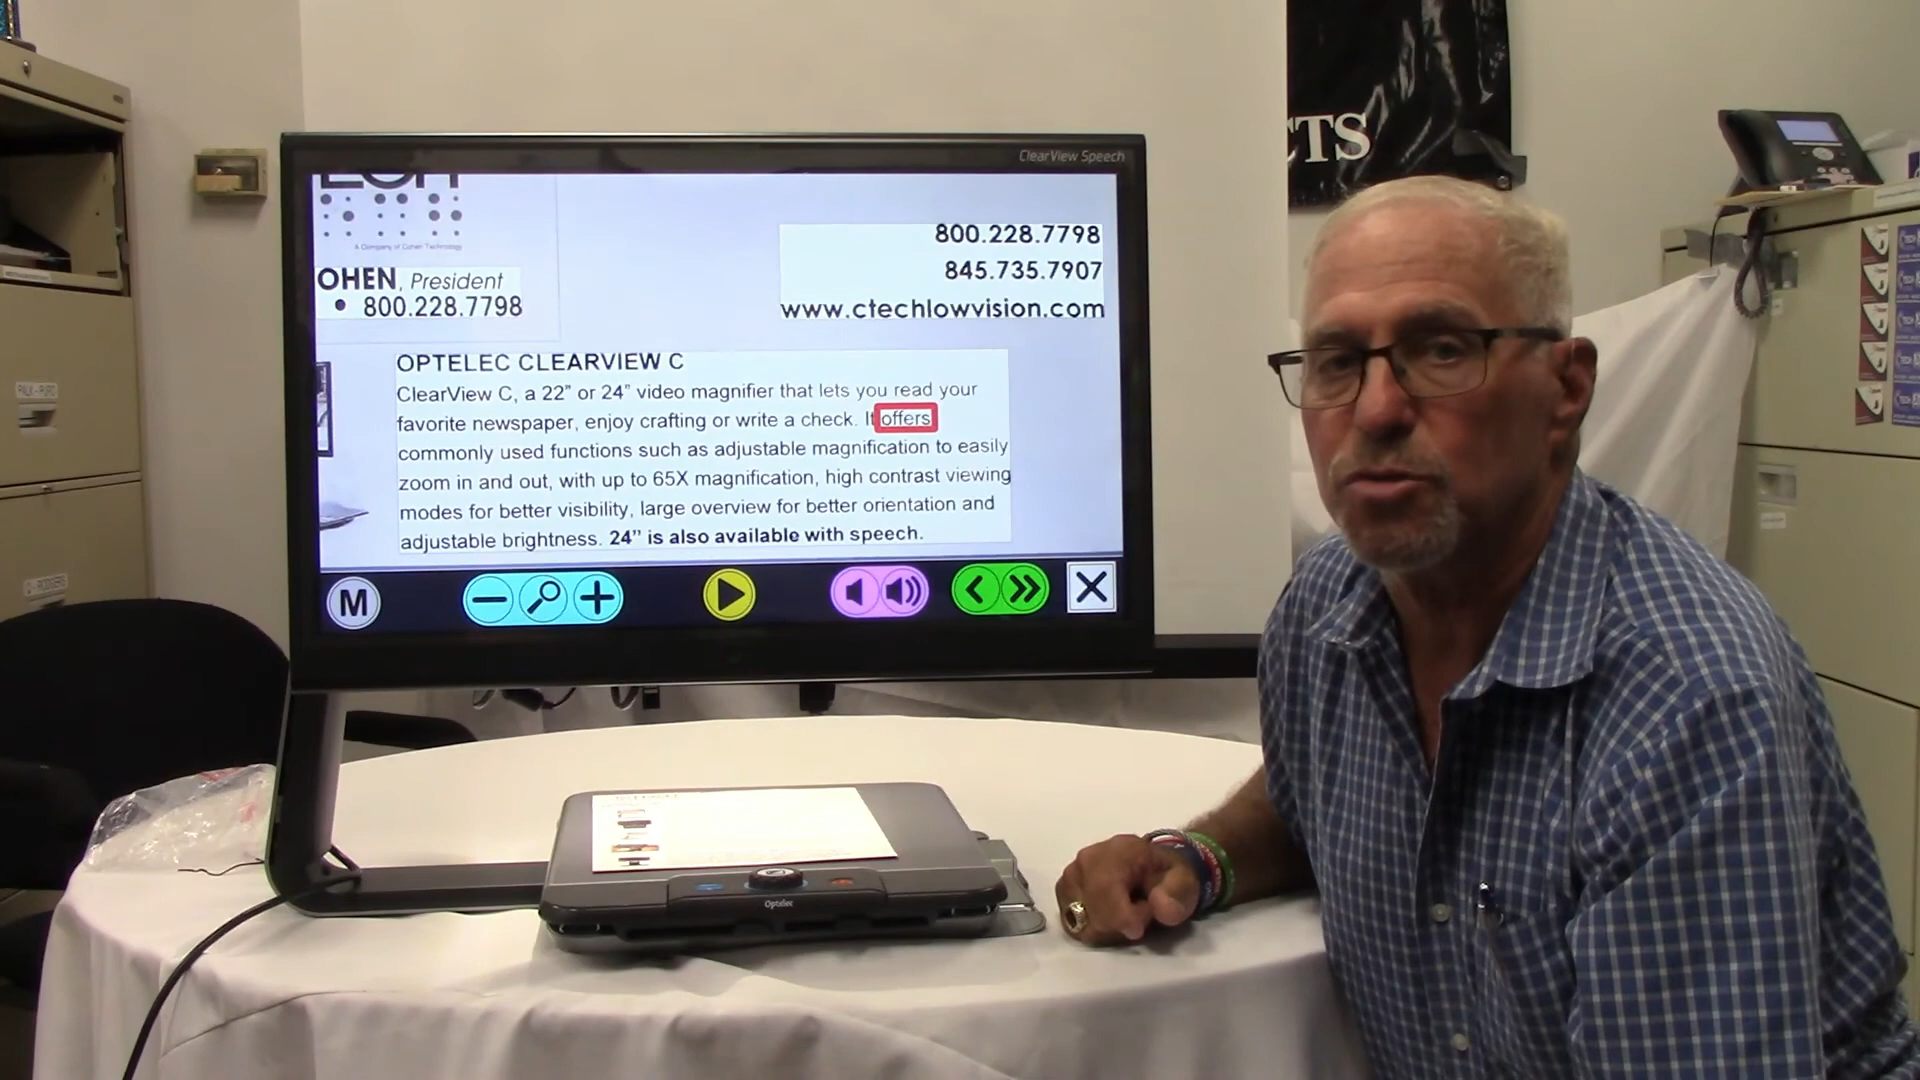 ClearView Speech
A Company of Cohen Technology
OHEN, President
• 800.228.7798
800.228.7798
845.735.7907
www.ctechlowvision.com
OPTELEC CLEARVIEW C
ClearView C, a 22” or 24” video magnifier that lets you read your
favorite newspaper, enjoy crafting or write a check. It offers
commonly used functions such as adjustable magnification to easily
zoom in and out, with up to 65X magnification, high contrast viewing
modes for better visibility, large overview for better orientation and
adjustable brightness. 24” is also available with speech.
M
CTS
Optelec